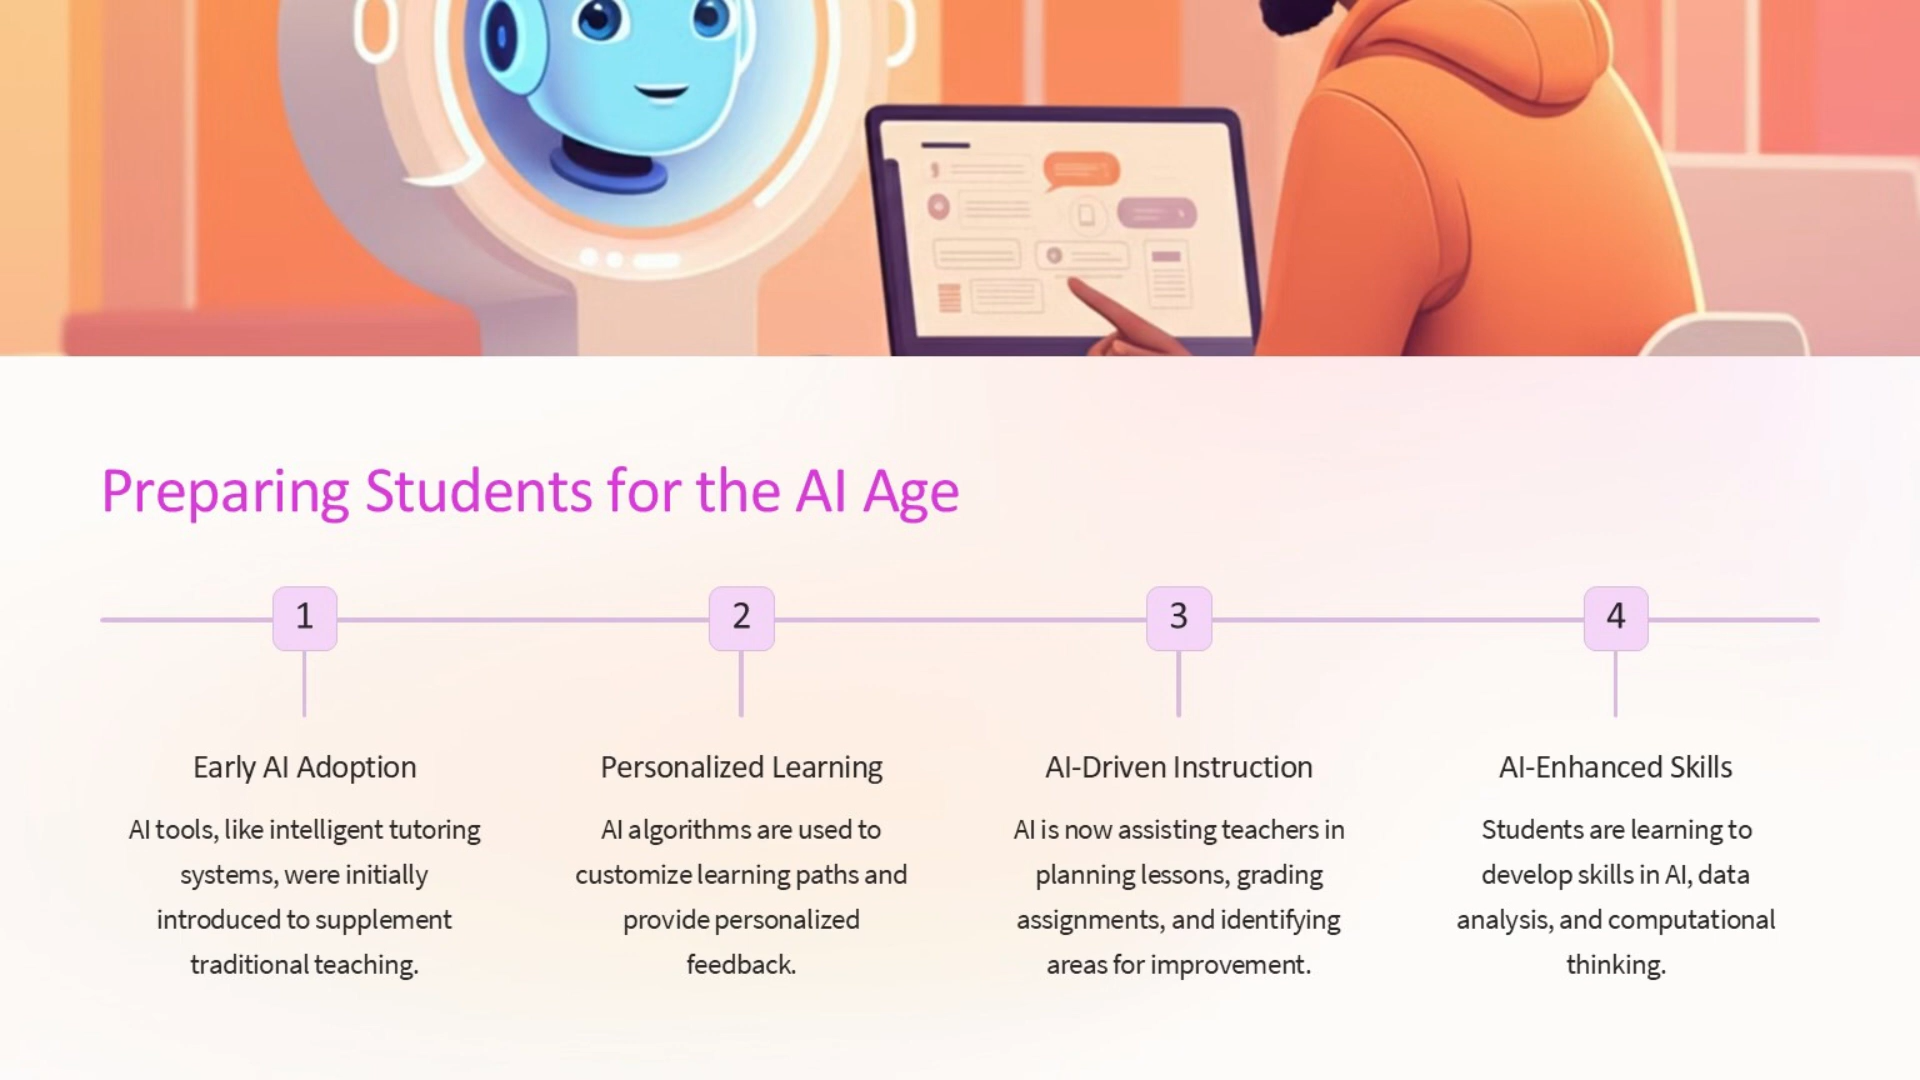 Preparing Students for the AI Age
1
2
3
4
Early AI Adoption
AI tools, like intelligent tutoring
systems, were initially
introduced to supplement
traditional teaching.
Personalized Learning
AI algorithms are used to
customize learning paths and
provide personalized
feedback.
AI-Driven Instruction
AI is now assisting teachers in
planning lessons, grading
assignments, and identifying
areas for improvement.
AI-Enhanced Skills
Students are learning to
develop skills in AI, data
analysis, and computational
thinking.